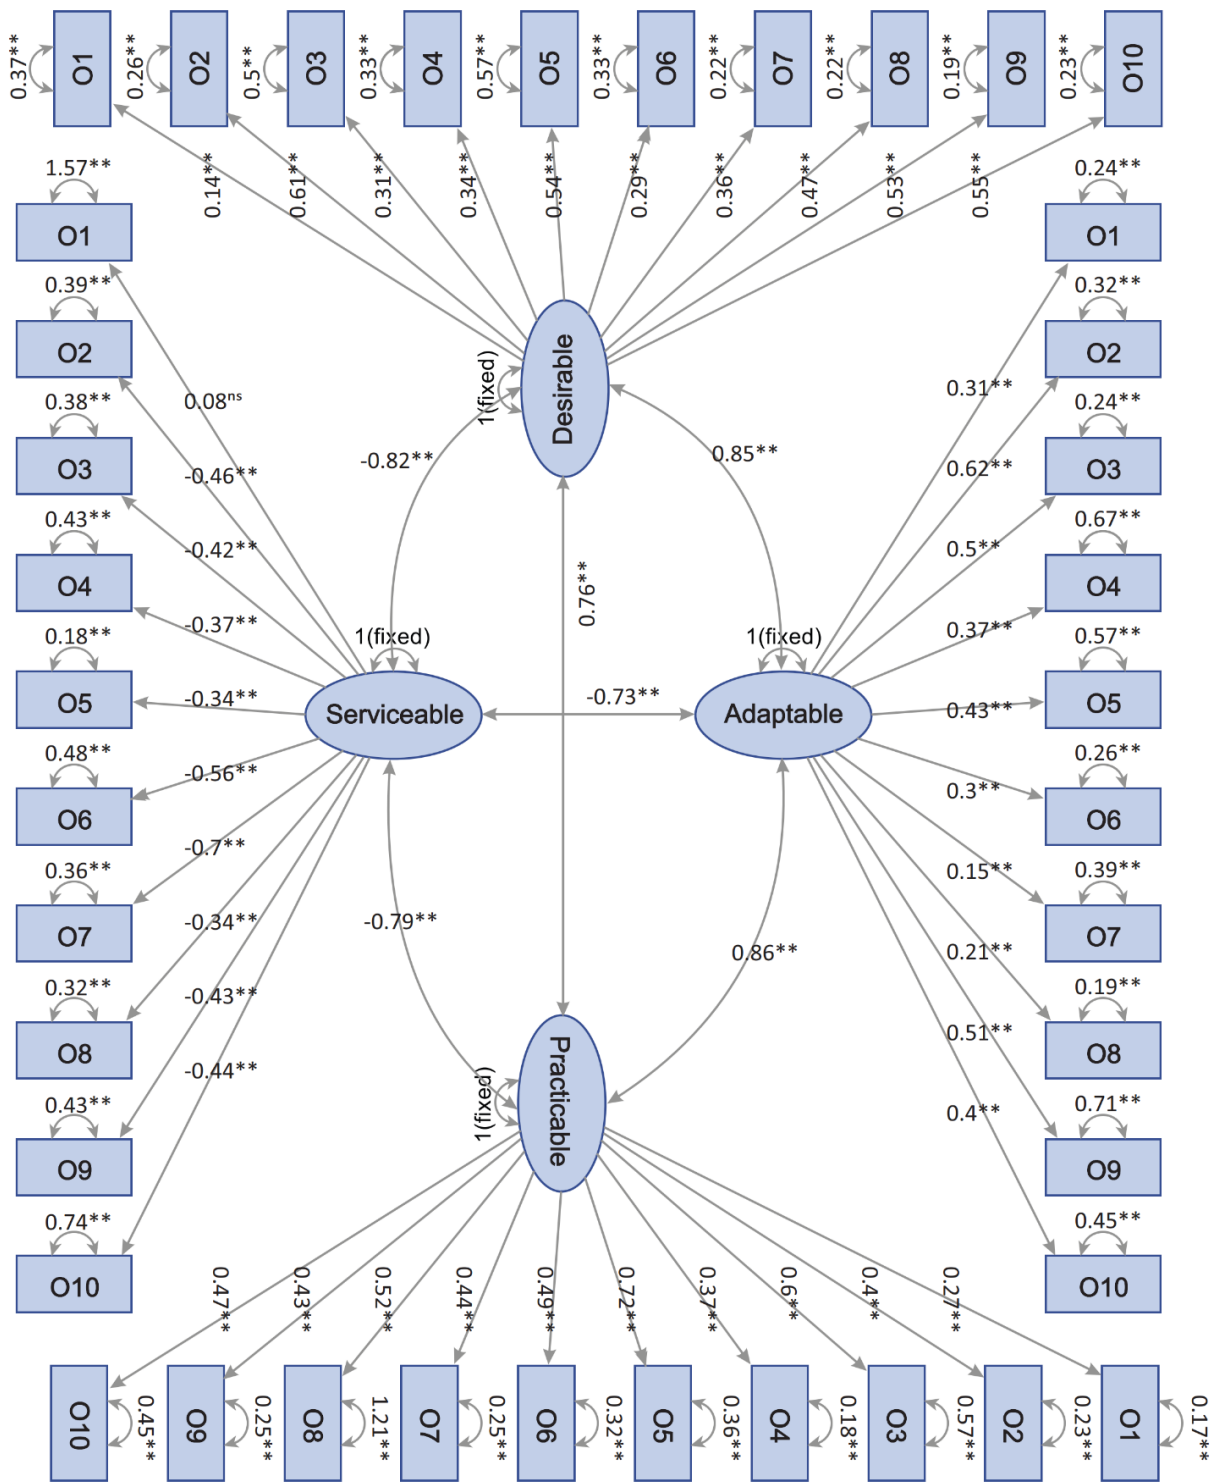 0.37**
O1
0.26**
O2
0.5**
O3
0.33**
O4
0.57**
O5
0.33**
O6
0.22**
O7
0.22**
O8
0.19**
O9
0.23**
O10
0.14**
0.61**
0.31**
0.34**
0.54**
0.29**
0.36**
0.47**
0.53**
0.55**
Desirable
1(fixed)
1.57**
O1
0.39**
O2
0.38**
O3
0.43**
O4
0.18**
O5
0.48**
O6
0.36**
O7
0.32**
O8
0.43**
O9
0.74**
O10
0.08ns
-0.46**
-0.42**
-0.37**
-0.34**
-0.56**
-0.7**
-0.34**
-0.43**
-0.44**
1(fixed)
Serviceable
-0.82**
0.85**
0.76**
-0.73**
-0.79**
0.86**
1(fixed)
Adaptable
0.31**
0.62**
0.5**
0.37**
0.43**
0.3**
0.15**
0.21**
0.51**
0.4**
0.24**
O1
0.32**
O2
0.24**
O3
0.67**
O4
0.57**
O5
0.26**
O6
0.39**
O7
0.19**
O8
0.71**
O9
0.45**
O10
1(fixed)
Practicable
0.47**
0.43**
0.52**
0.44**
0.49**
0.72**
0.37**
0.6**
0.4**
0.27**
O10
0.45**
O9
0.25**
O8
1.21**
O7
0.25**
O6
0.32**
O5
0.36**
O4
0.18**
O3
0.57**
O2
0.23**
O1
0.17**